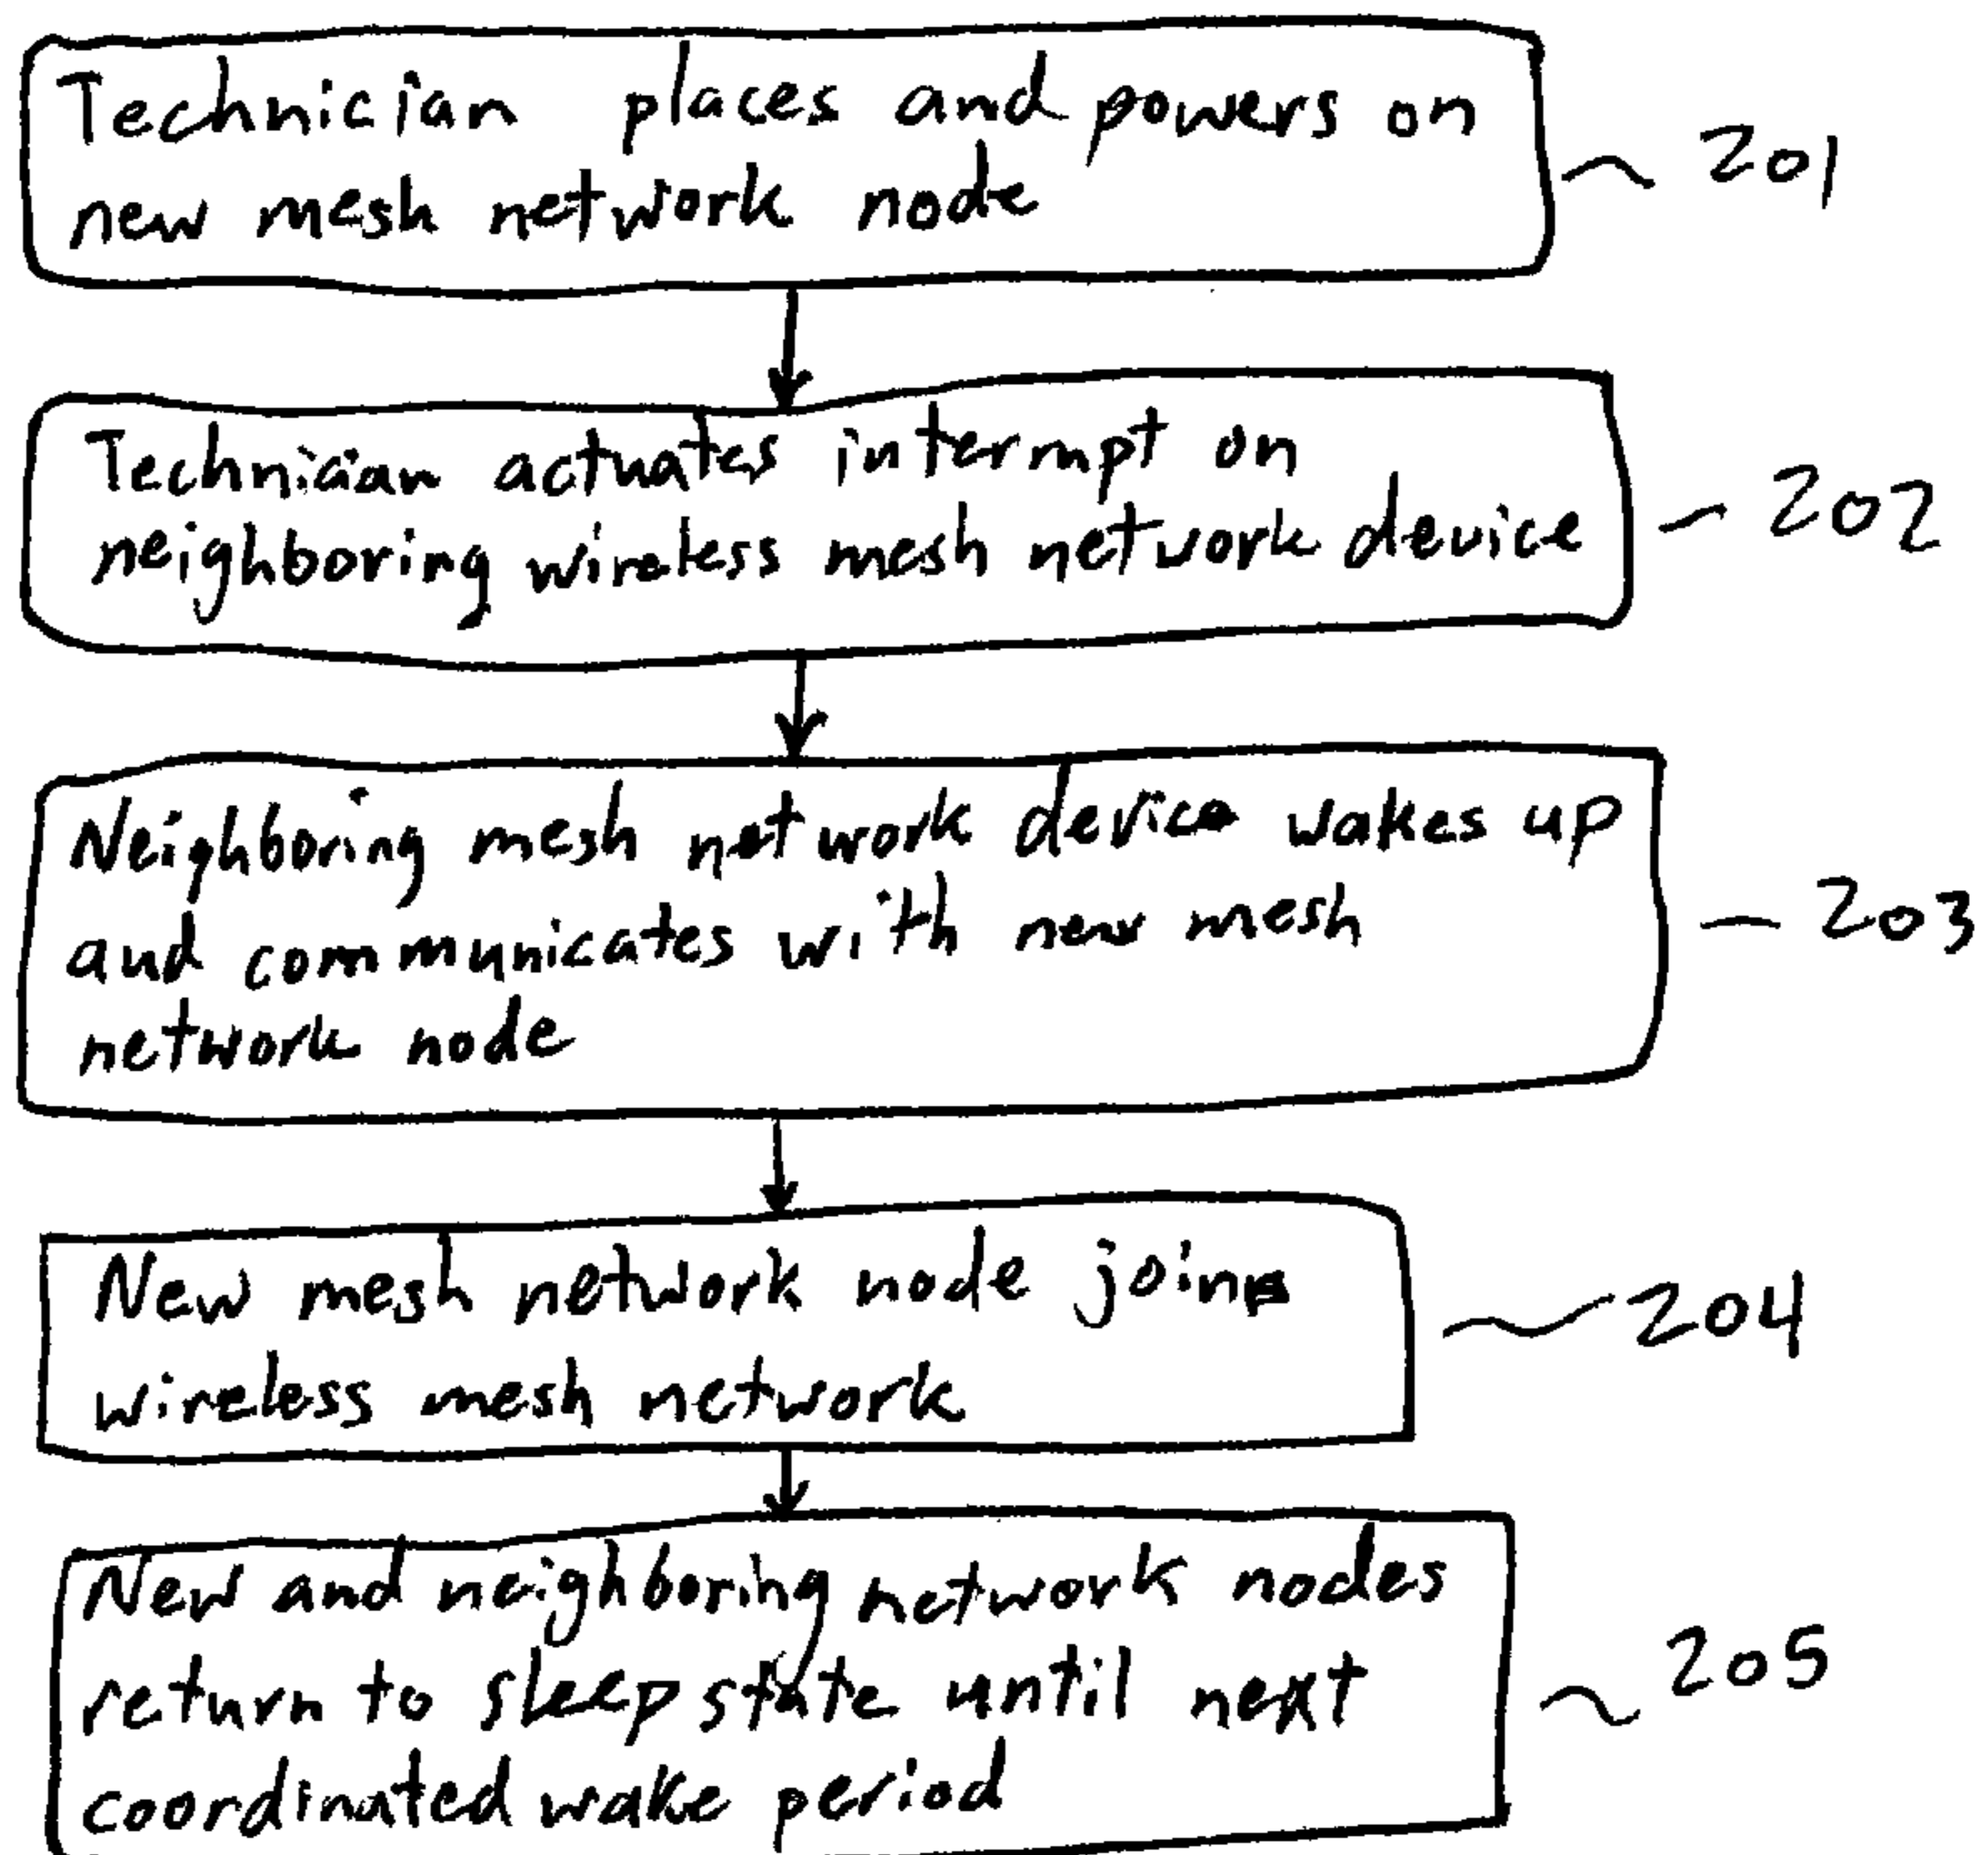 Technician places and powers on
new mesh network node
201
Technician actuates interrupt on
neighboring wireless mesh network device
202
Neighboring mesh network device wakes up
and communicates with new mesh
network node
203
New mesh network node joins
wireless mesh network
204
New and neighboring network nodes
return to sleep state until next
coordinated wake period
205